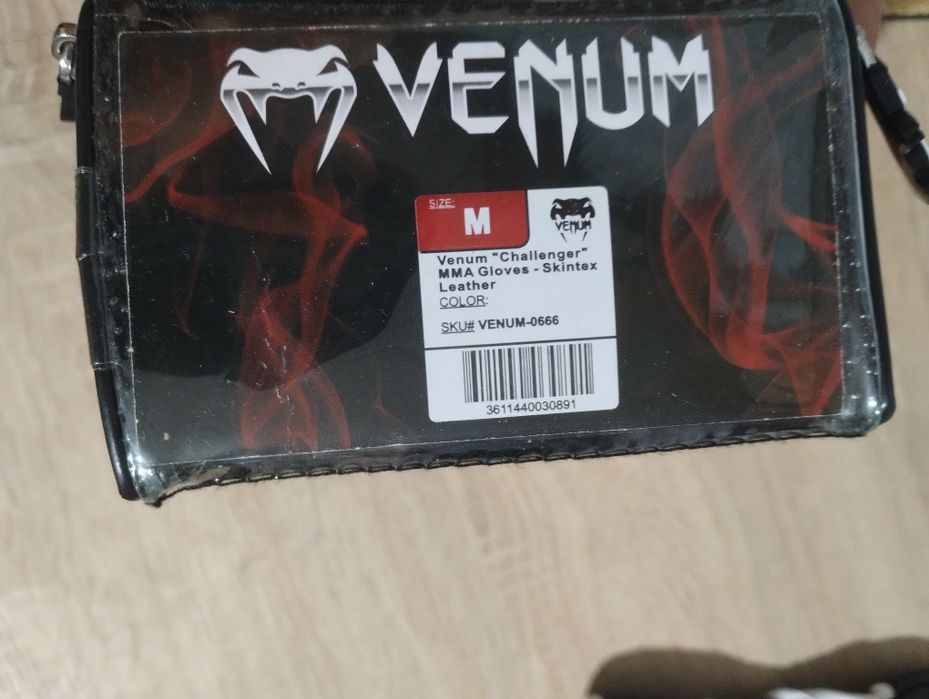 VENUM
SIZE:
M
VENUM
Venum "Challenger"
MMA Gloves - Skintex
Leather
COLOR:
SKU# VENUM-0666
3611440030891